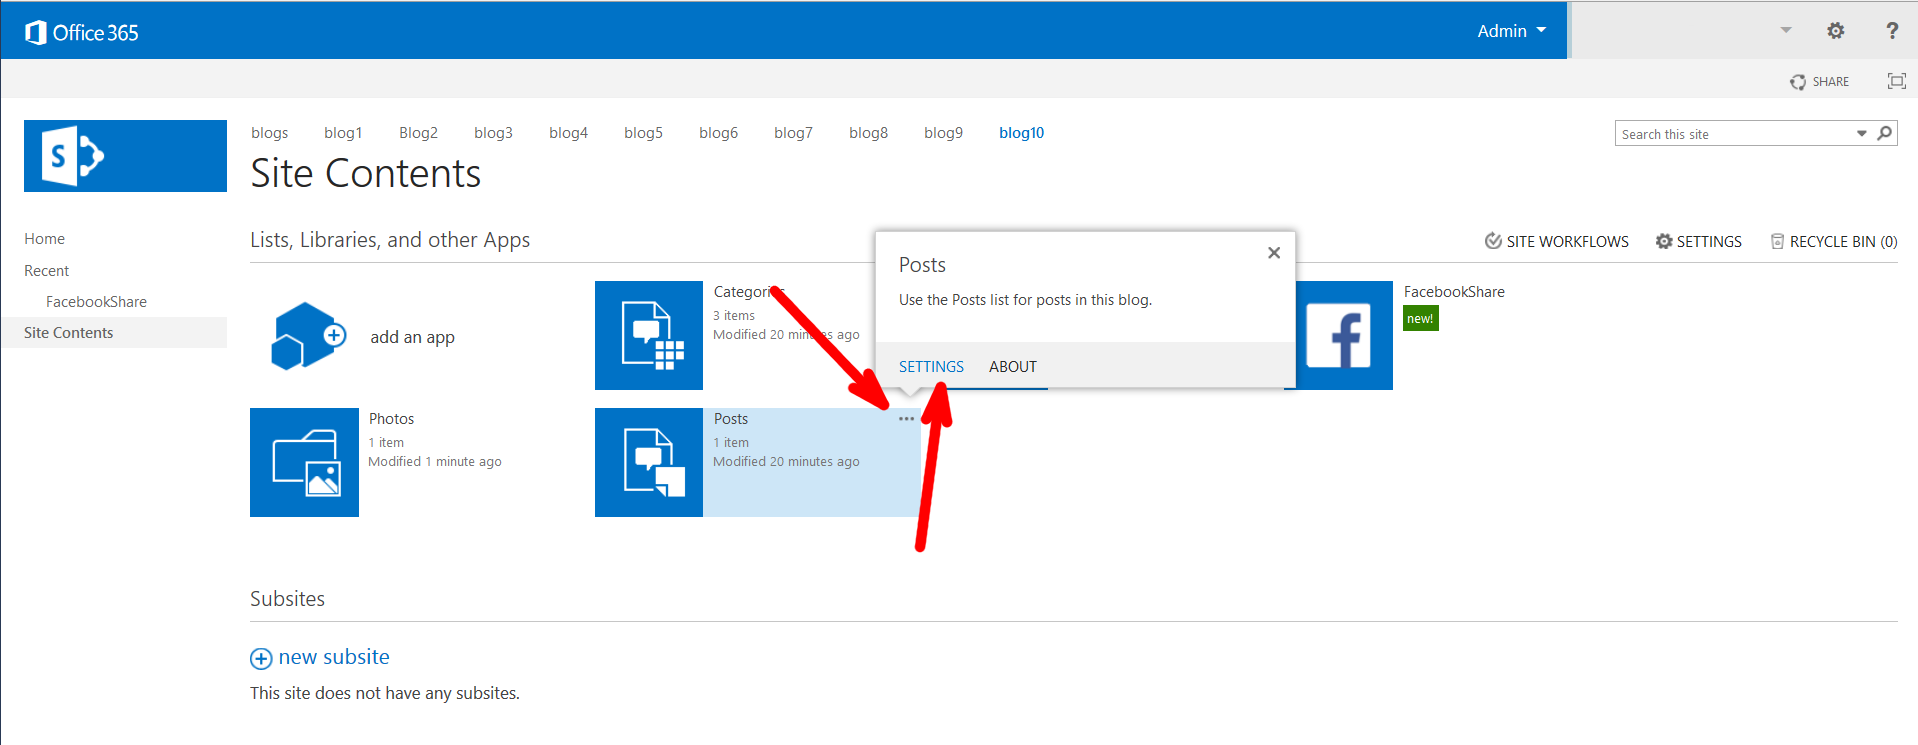 Office 365
Admin
?
SHARE
blogs blog1 Blog2 blog3 blog4 blog5 blog6 blog7 blog8 blog9 blog10
Search this site
S
Site Contents
Home
Recent
FacebookShare
Site Contents
Lists, Libraries, and other Apps
SITE WORKFLOWS SETTINGS RECYCLE BIN (0)
add an app
Categories
3 items
Modified 20 minutes ago
Posts
Use the Posts list for posts in this blog.
SETTINGS ABOUT
f
FacebookShare
new!
Photos
1 item
Modified 1 minute ago
Posts
1 item
Modified 20 minutes ago
Subsites
new subsite
This site does not have any subsites.